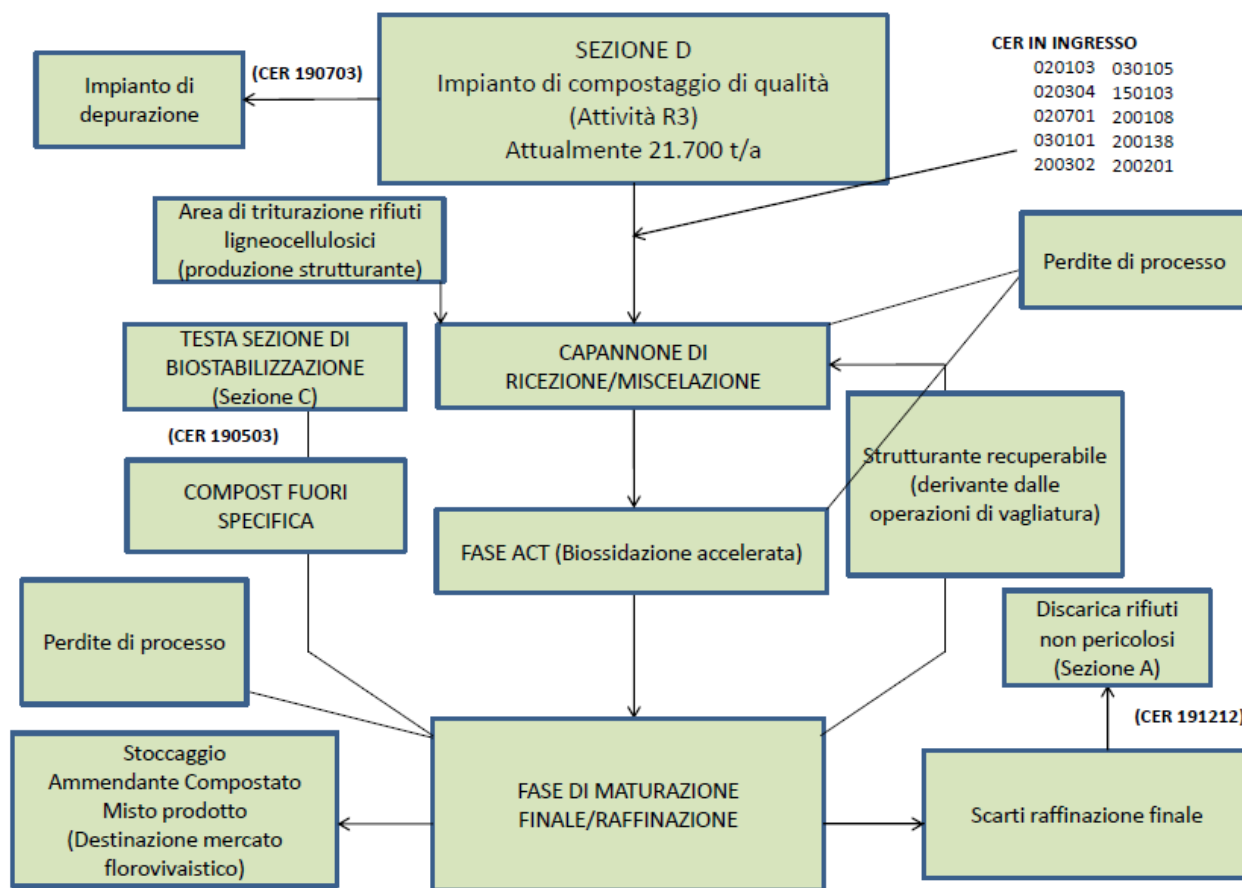 SEZIONE D
Impianto di compostaggio di qualità
(Attività R3)
Attualmente 21.700 t/a
(CER 190703)
Impianto di
depurazione
CER IN INGRESSO
020103 030105
020304 150103
020701 200108
030101 200138
200302 200201
Area di triturazione rifiuti
ligneocellulosici
(produzione strutturante)
Perdite di processo
TESTA SEZIONE DI
BIOSTABILIZZAZIONE
(Sezione C)
CAPANNONE DI
RICEZIONE/MISCELAZIONE
(CER 190503)
COMPOST FUORI
SPECIFICA
Strutturante recuperabile
(derivante dalle
operazioni di vagliatura)
FASE ACT (Biossidazione accelerata)
Perdite di processo
Discarica rifiuti
non pericolosi
(Sezione A)
(CER 191212)
Stoccaggio
Ammendante Compostato
Misto prodotto
(Destinazione mercato
florovivaistico)
FASE DI MATURAZIONE
FINALE/RAFFINAZIONE
Scarti raffinazione finale